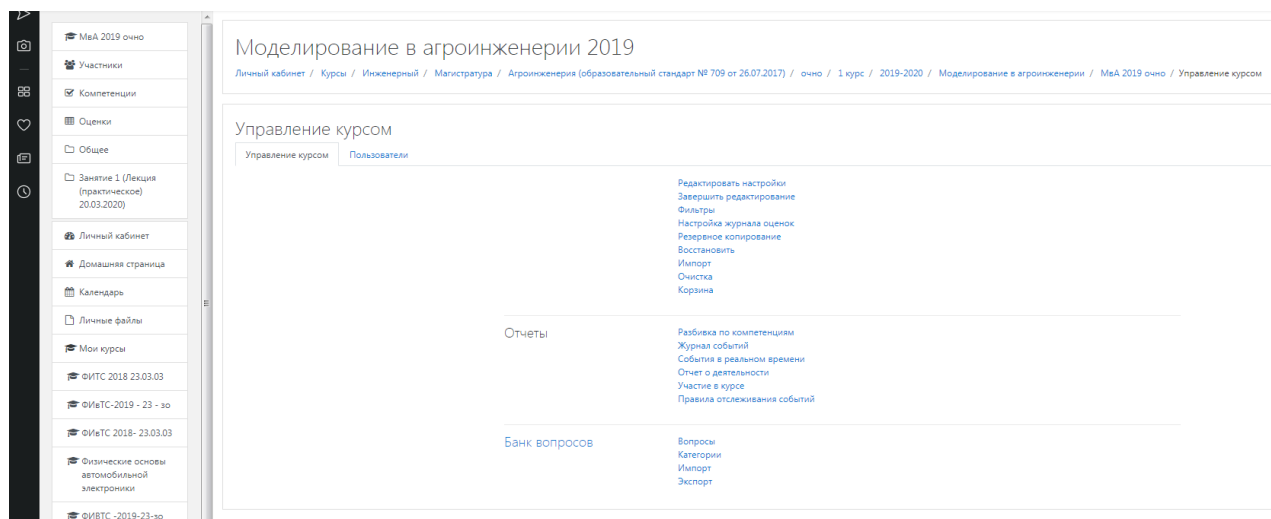 МвА 2019 очно
Участники
Компетенции
Оценки
Общее
Занятие 1 (Лекция
(практическое)
20.03.2020)
Личный кабинет
Домашняя страница
Календарь
Личные файлы
Мои курсы
ФИТС 2018 23.03.03
ФИвТС-2019 - 23 - зо
ФИвТС 2018- 23.03.03
Физические основы
автомобильной
электроники
ФИВТС -2019-23-зо
Моделирование в агроинженерии 2019
Личный кабинет / Курсы / Инженерный / Магистратура / Агроинженерия (образовательный стандарт № 709 от 26.07.2017) / очно / 1 курс / 2019-2020 / Моделирование в агроинженерии / МвА 2019 очно / Управление курсом
Управление курсом
Управление курсом Пользователи
Редактировать настройки
Завершить редактирование
Фильтры
Настройка журнала оценок
Резервное копирование
Восстановить
Импорт
Очистка
Корзина
Отчеты
Разбивка по компетенциям
Журнал событий
События в реальном времени
Отчет о деятельности
Участие в курсе
Правила отслеживания событий
Банк вопросов
Вопросы
Категории
Импорт
Экспорт